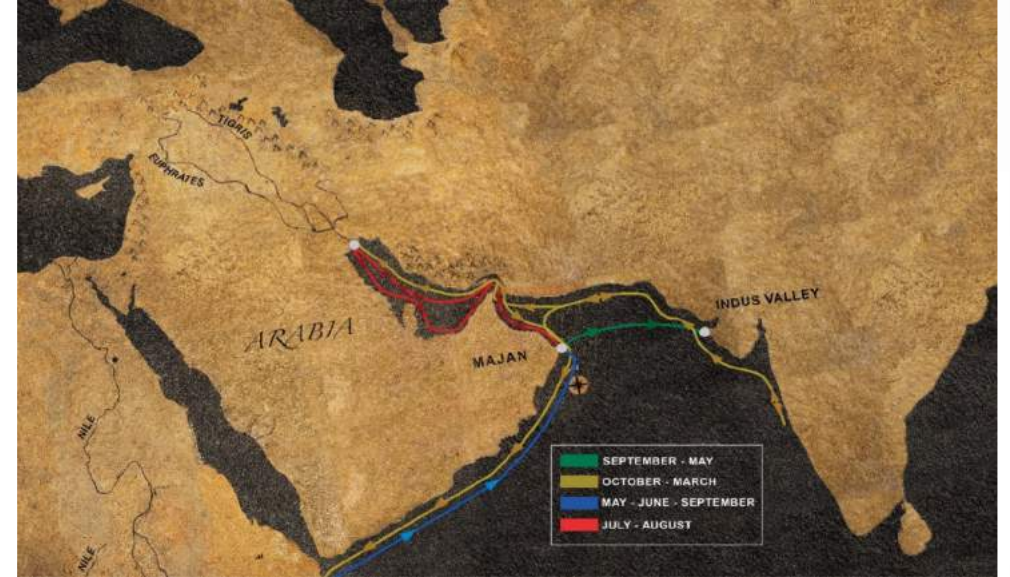 TIGRIS
EUPHRATES
INDUS VALLEY
ARABIA
MAJAN
NILE
SEPTEMBER - MAY
OCTOBER - MARCH
MAY - JUNE - SEPTEMBER
JULY - AUGUST
NILE